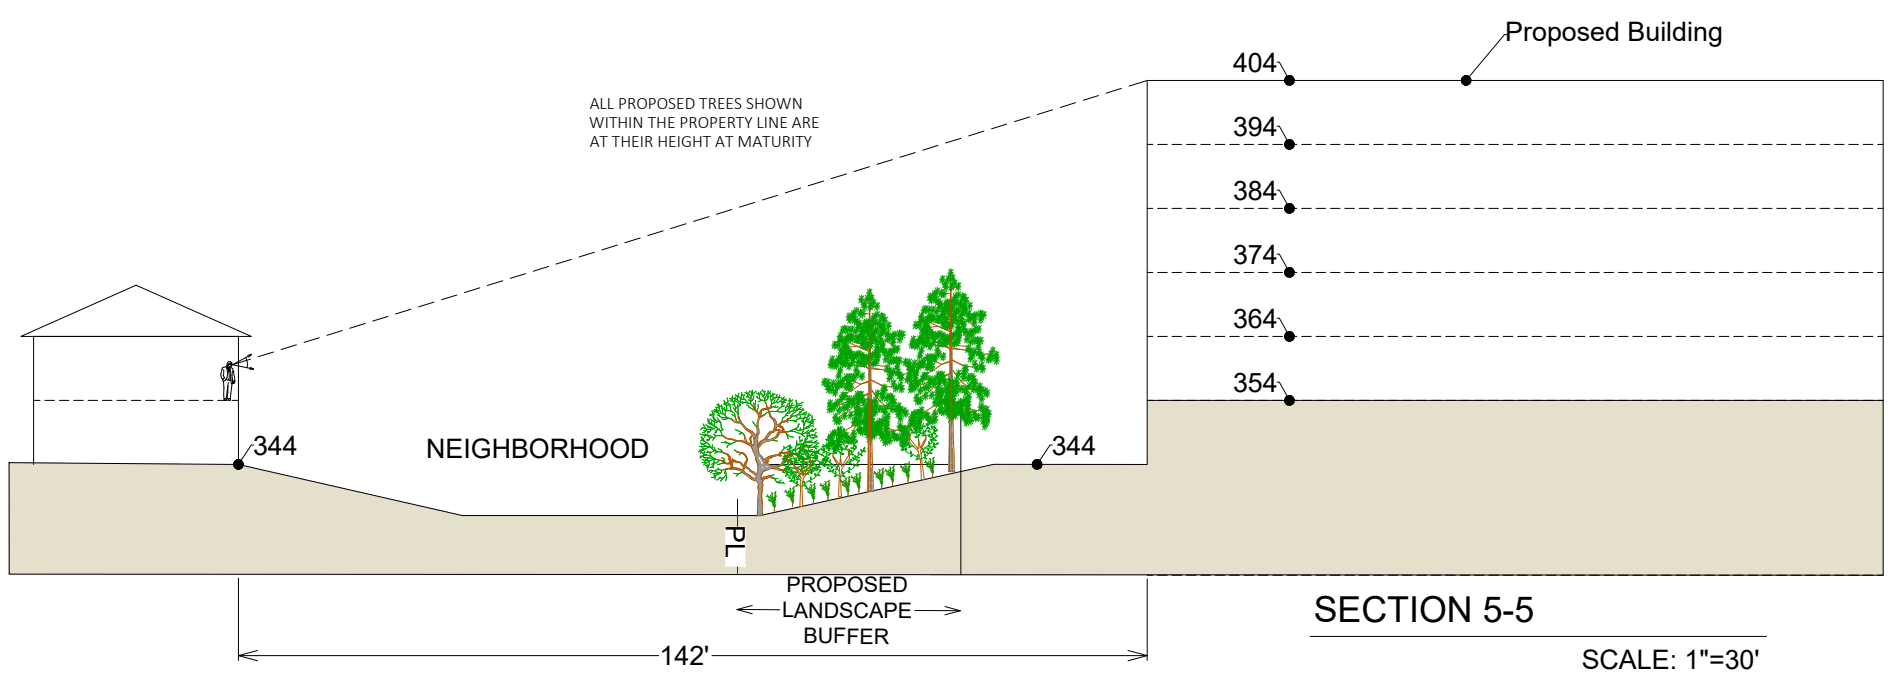 Proposed Building
404
ALL PROPOSED TREES SHOWN
WITHIN THE PROPERTY LINE ARE
AT THEIR HEIGHT AT MATURITY
394
384
374
364
354
344
NEIGHBORHOOD
344
PL
PROPOSED
LANDSCAPE
BUFFER
142'
SECTION 5-5
SCALE: 1"=30'